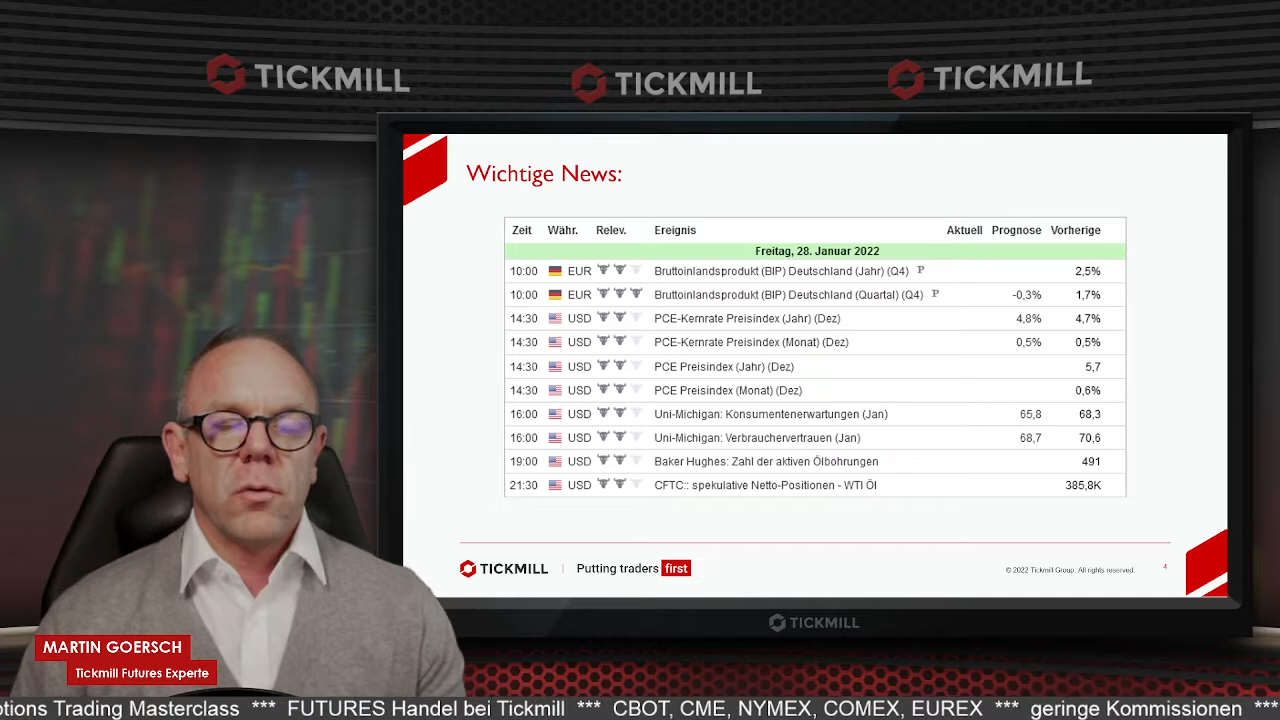 TICKMILL TICKMILL TICKMILL
Wichtige News:
Zeit Währ. Relev. Ereignis Aktuell Prognose Vorherige
Freitag, 28. Januar 2022
10:00 EUR Bruttoinlandsprodukt (BIP) Deutschland (Jahr) (Q4) P 2,5%
10:00 EUR Bruttoinlandsprodukt (BIP) Deutschland (Quartal) (Q4) P -0,3% 1,7%
14:30 USD PCE-Kernrate Preisindex (Jahr) (Dez) 4,8% 4,7%
14:30 USD PCE-Kernrate Preisindex (Monat) (Dez) 0,5% 0,5%
14:30 USD PCE Preisindex (Jahr) (Dez) 5,7
14:30 USD PCE Preisindex (Monat) (Dez) 0,6%
16:00 USD Uni-Michigan: Konsumentenerwartungen (Jan) 65,8 68,3
16:00 USD Uni-Michigan: Verbrauchervertrauen (Jan) 68,7 70,6
19:00 USD Baker Hughes: Zahl der aktiven Ölbohrungen 491
21:30 USD CFTC:: spekulative Netto-Positionen - WTI Öl 385,8K
TICKMILL | Putting traders first © 2022 Tickmill Group. All rights reserved. 4
TICKMILL
MARTIN GOERSCH
Tickmill Futures Experte
otions Trading Masterclass *** FUTURES Handel bei Tickmill *** CBOT, CME, NYMEX, COMEX, EUREX *** geringe Kommissionen ***